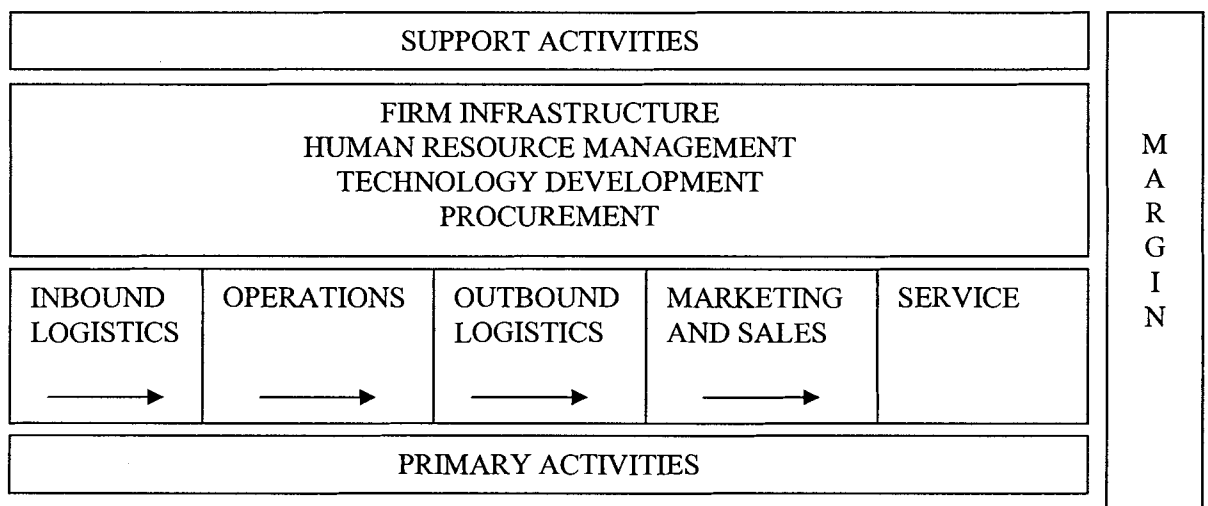 SUPPORT ACTIVITIES
FIRM INFRASTRUCTURE
HUMAN RESOURCE MANAGEMENT
TECHNOLOGY DEVELOPMENT
PROCUREMENT
INBOUND
LOGISTICS
OPERATIONS
OUTBOUND
LOGISTICS
MARKETING
AND SALES
SERVICE
PRIMARY ACTIVITIES
M
A
R
G
I
N